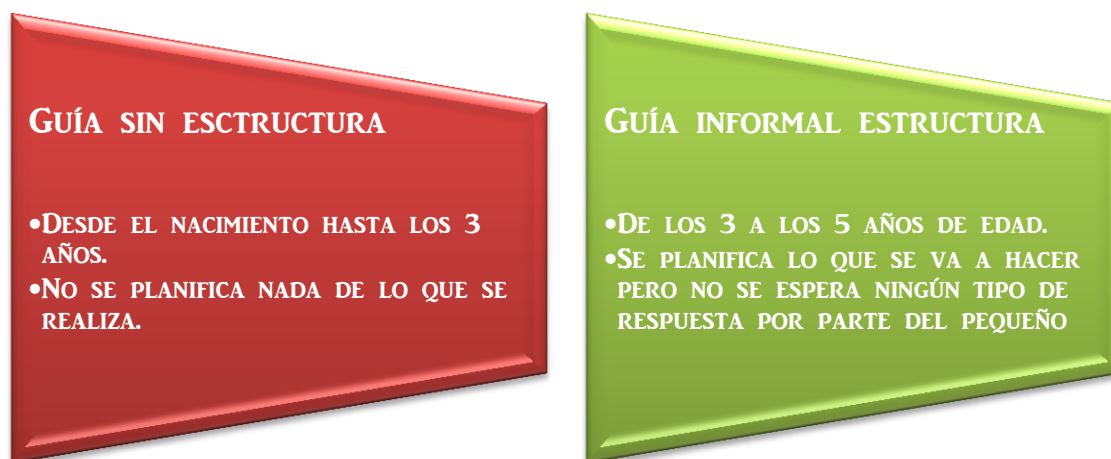 Guía sin esctructura
•Desde el nacimiento hasta los 3
años.
•No se planifica nada de lo que se
realiza.
Guía informal estructura
•De los 3 a los 5 años de edad.
•Se planifica lo que se va a hacer
pero no se espera ningún tipo de
respuesta por parte del pequeño